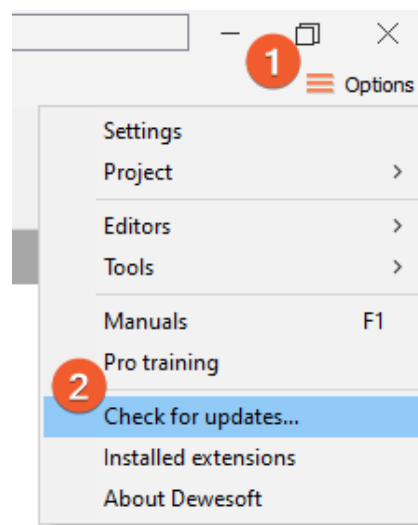 1
Options
Settings
Project
Editors
Tools
Manuals F1
Pro training
2
Check for updates...
Installed extensions
About Dewesoft